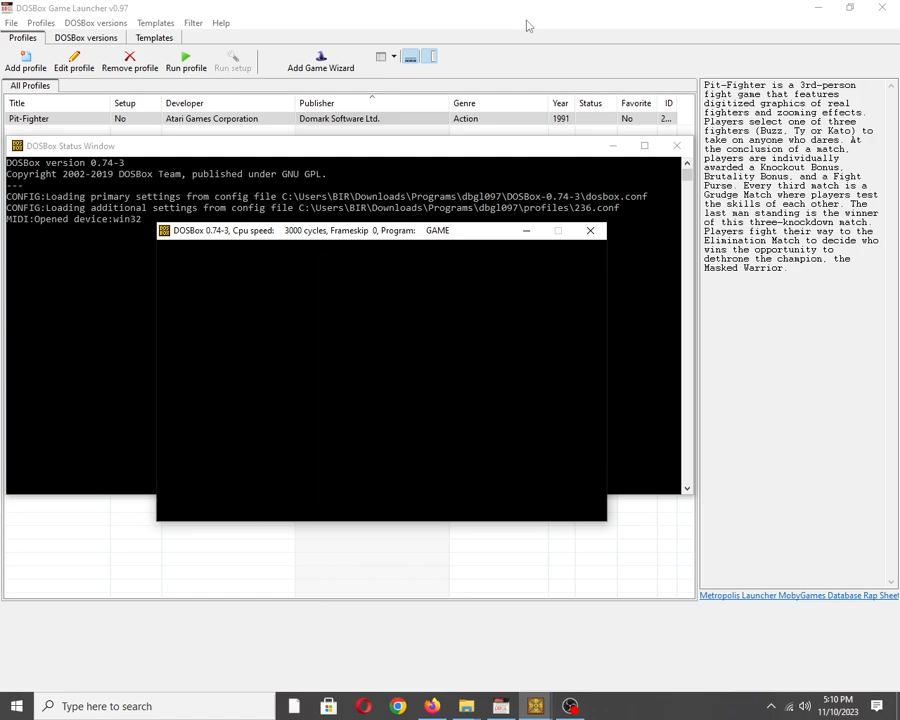 DOSBox Game Launcher v0.97
File Profiles DOSBox versions Templates Filter Help
Profiles DOSBox versions Templates
Add profile Edit profile Remove profile Run profile Run setup Add Game Wizard
All Profiles
Title Setup Developer Publisher Genre Year Status Favorite ID
Pit-Fighter No Atari Games Corporation Domark Software Ltd. Action 1991 No 2...
DOSBox Status Window
DOSBox version 0.74-3
Copyright 2002-2019 DOSBox Team, published under GNU GPL.
---
CONFIG:Loading primary settings from config file C:\Users\BIR\Downloads\Programs\dbgl097\DOSBox-0.74-3\dosbox.conf
CONFIG:Loading additional settings from config file C:\Users\BIR\Downloads\Programs\dbgl097\profiles\236.conf
MIDI:Opened device:win32
DOSBox 0.74-3, Cpu speed: 3000 cycles, Frameskip 0, Program: GAME
Pit-Fighter is a 3rd-person
fight game that features
digitized graphics of real
fighters and zooming effects.
Players select one of three
fighters (Buzz, Ty or Kato) to
take on anyone who dares. At
the conclusion of a match,
players are individually
awarded a Knockout Bonus,
Brutality Bonus, and a Fight
Purse. Every third match is a
Grudge Match where players test
the skills of each other. The
last man standing is the winner
of this three-knockdown match.
Players fight their way to the
Elimination Match to decide who
wins the opportunity to
dethrone the champion, the
Masked Warrior.
Metropolis Launcher MobyGames Database Rap Sheet
Type here to search
5:10 PM
11/10/2023